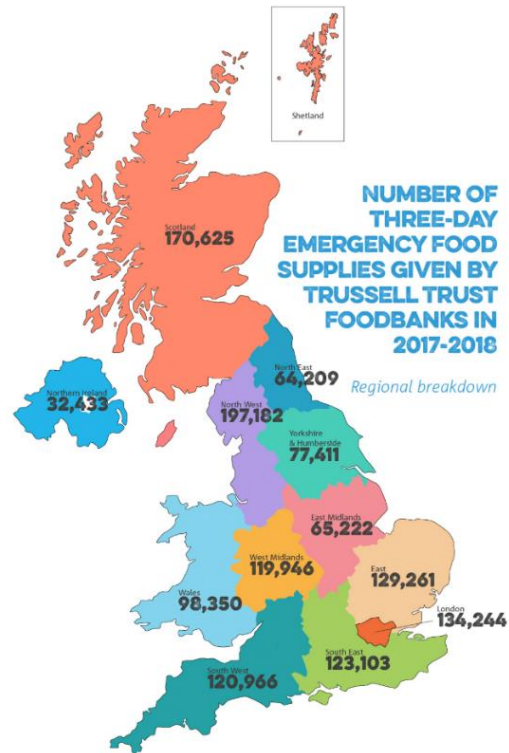 Shetland
NUMBER OF
THREE-DAY
EMERGENCY FOOD
SUPPLIES GIVEN BY
TRUSSELL TRUST
FOODBANKS IN
2017-2018
Regional breakdown
Scotland
170,625
North East
64,209
Northern Ireland
32,433
North West
197,182
Yorkshire
& Humberside
77,411
East Midlands
65,222
West Midlands
119,946
East
129,261
Wales
98,350
London
134,244
South East
123,103
South West
120,966